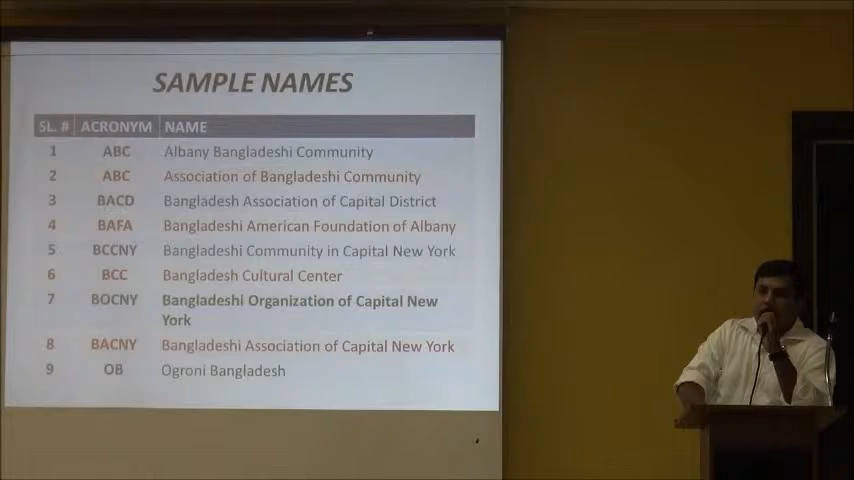 SAMPLE NAMES
SL. # ACRONYM NAME
1 ABC Albany Bangladeshi Community
2 ABC Association of Bangladeshi Community
3 BACD Bangladesh Association of Capital District
4 BAFA Bangladeshi American Foundation of Albany
5 BCCNY Bangladeshi Community in Capital New York
6 BCC Bangladesh Cultural Center
7 BOCNY Bangladeshi Organization of Capital New
York
8 BACNY Bangladeshi Association of Capital New York
9 OB Ogroni Bangladesh